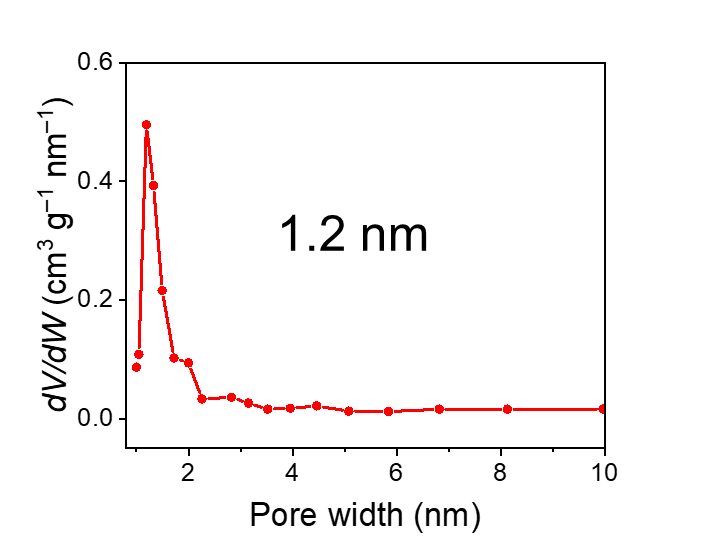 0.6
0.4
0.2
0.0
dV/dW (cm³ g⁻¹ nm⁻¹)
1.2 nm
2 4 6 8 10
Pore width (nm)